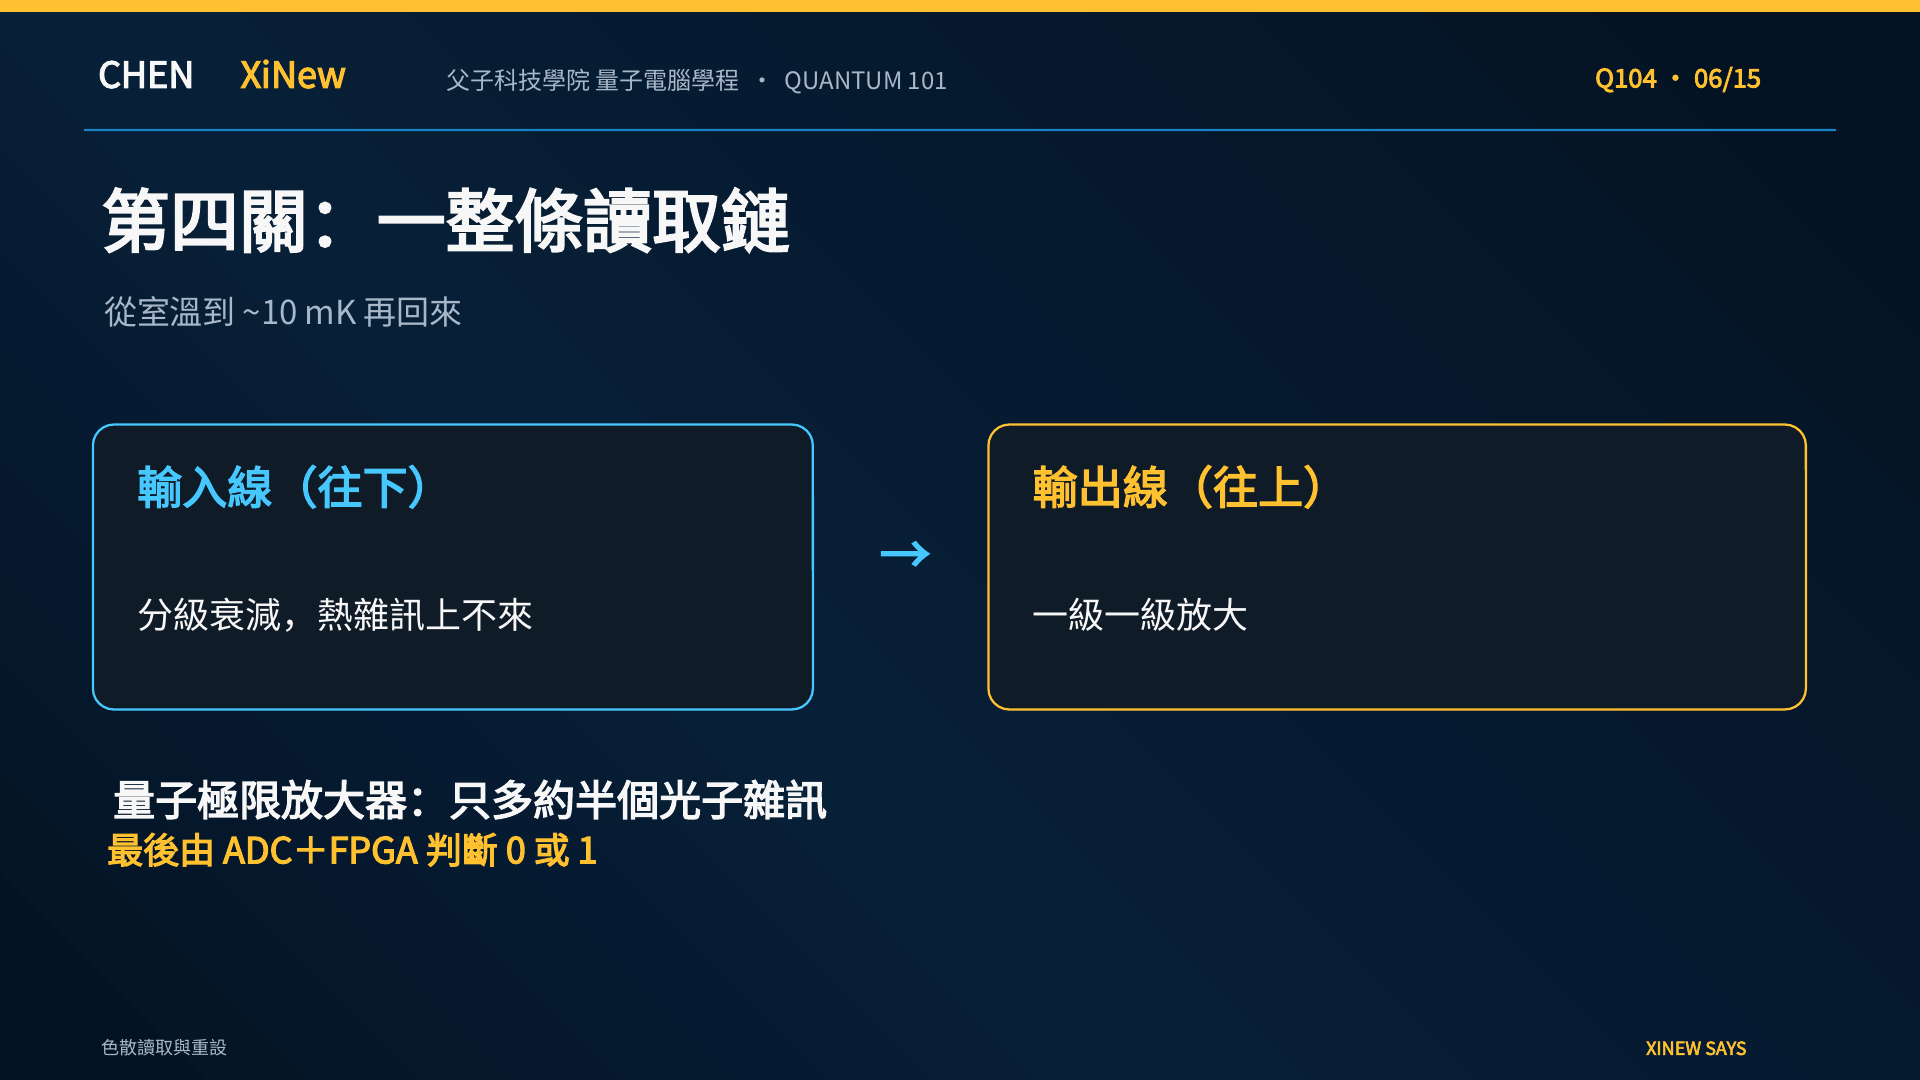 CHEN XiNew 父子科技學院 量子電腦學程 · QUANTUM 101 Q104 · 06/15
第四關：一整條讀取鏈
從室溫到 ~10 mK 再回來
輸入線（往下）
分級衰減，熱雜訊上不來
→
輸出線（往上）
一級一級放大
量子極限放大器：只多約半個光子雜訊
最後由 ADC＋FPGA 判斷 0 或 1
色散讀取與重設 XINEW SAYS